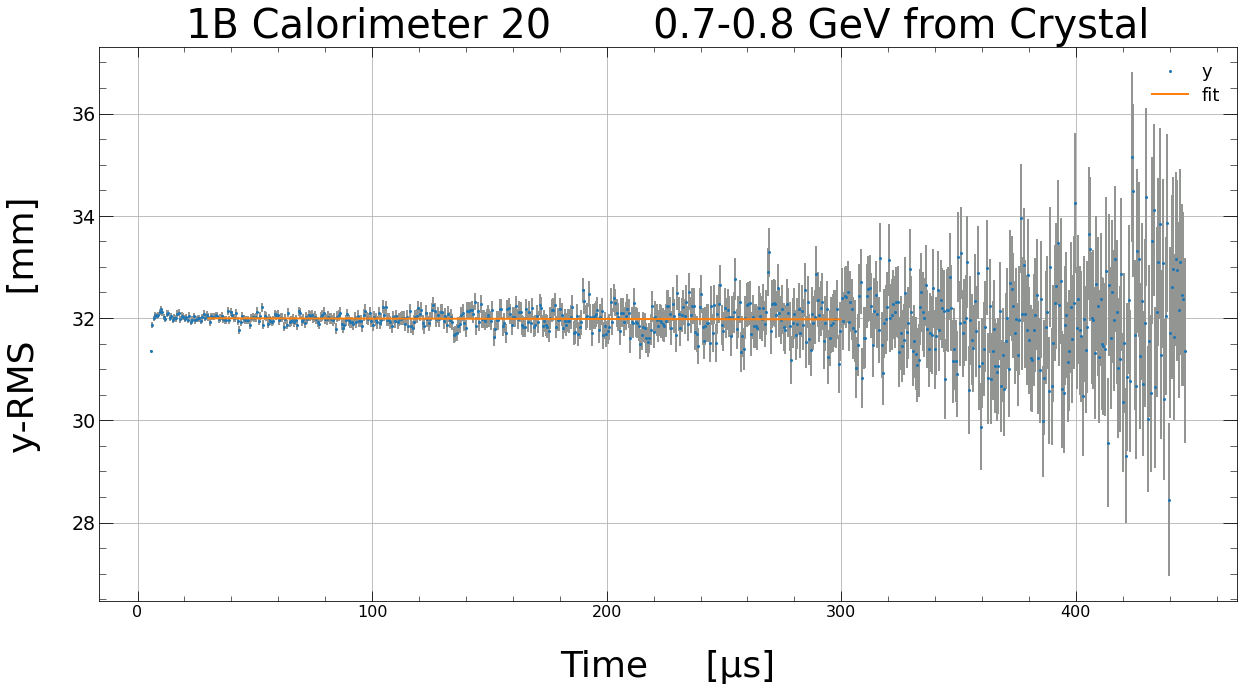 1B Calorimeter 20 0.7-0.8 GeV from Crystal
y
fit
36
34
32
30
28
y-RMS [mm]
0 100 200 300 400
Time [µs]